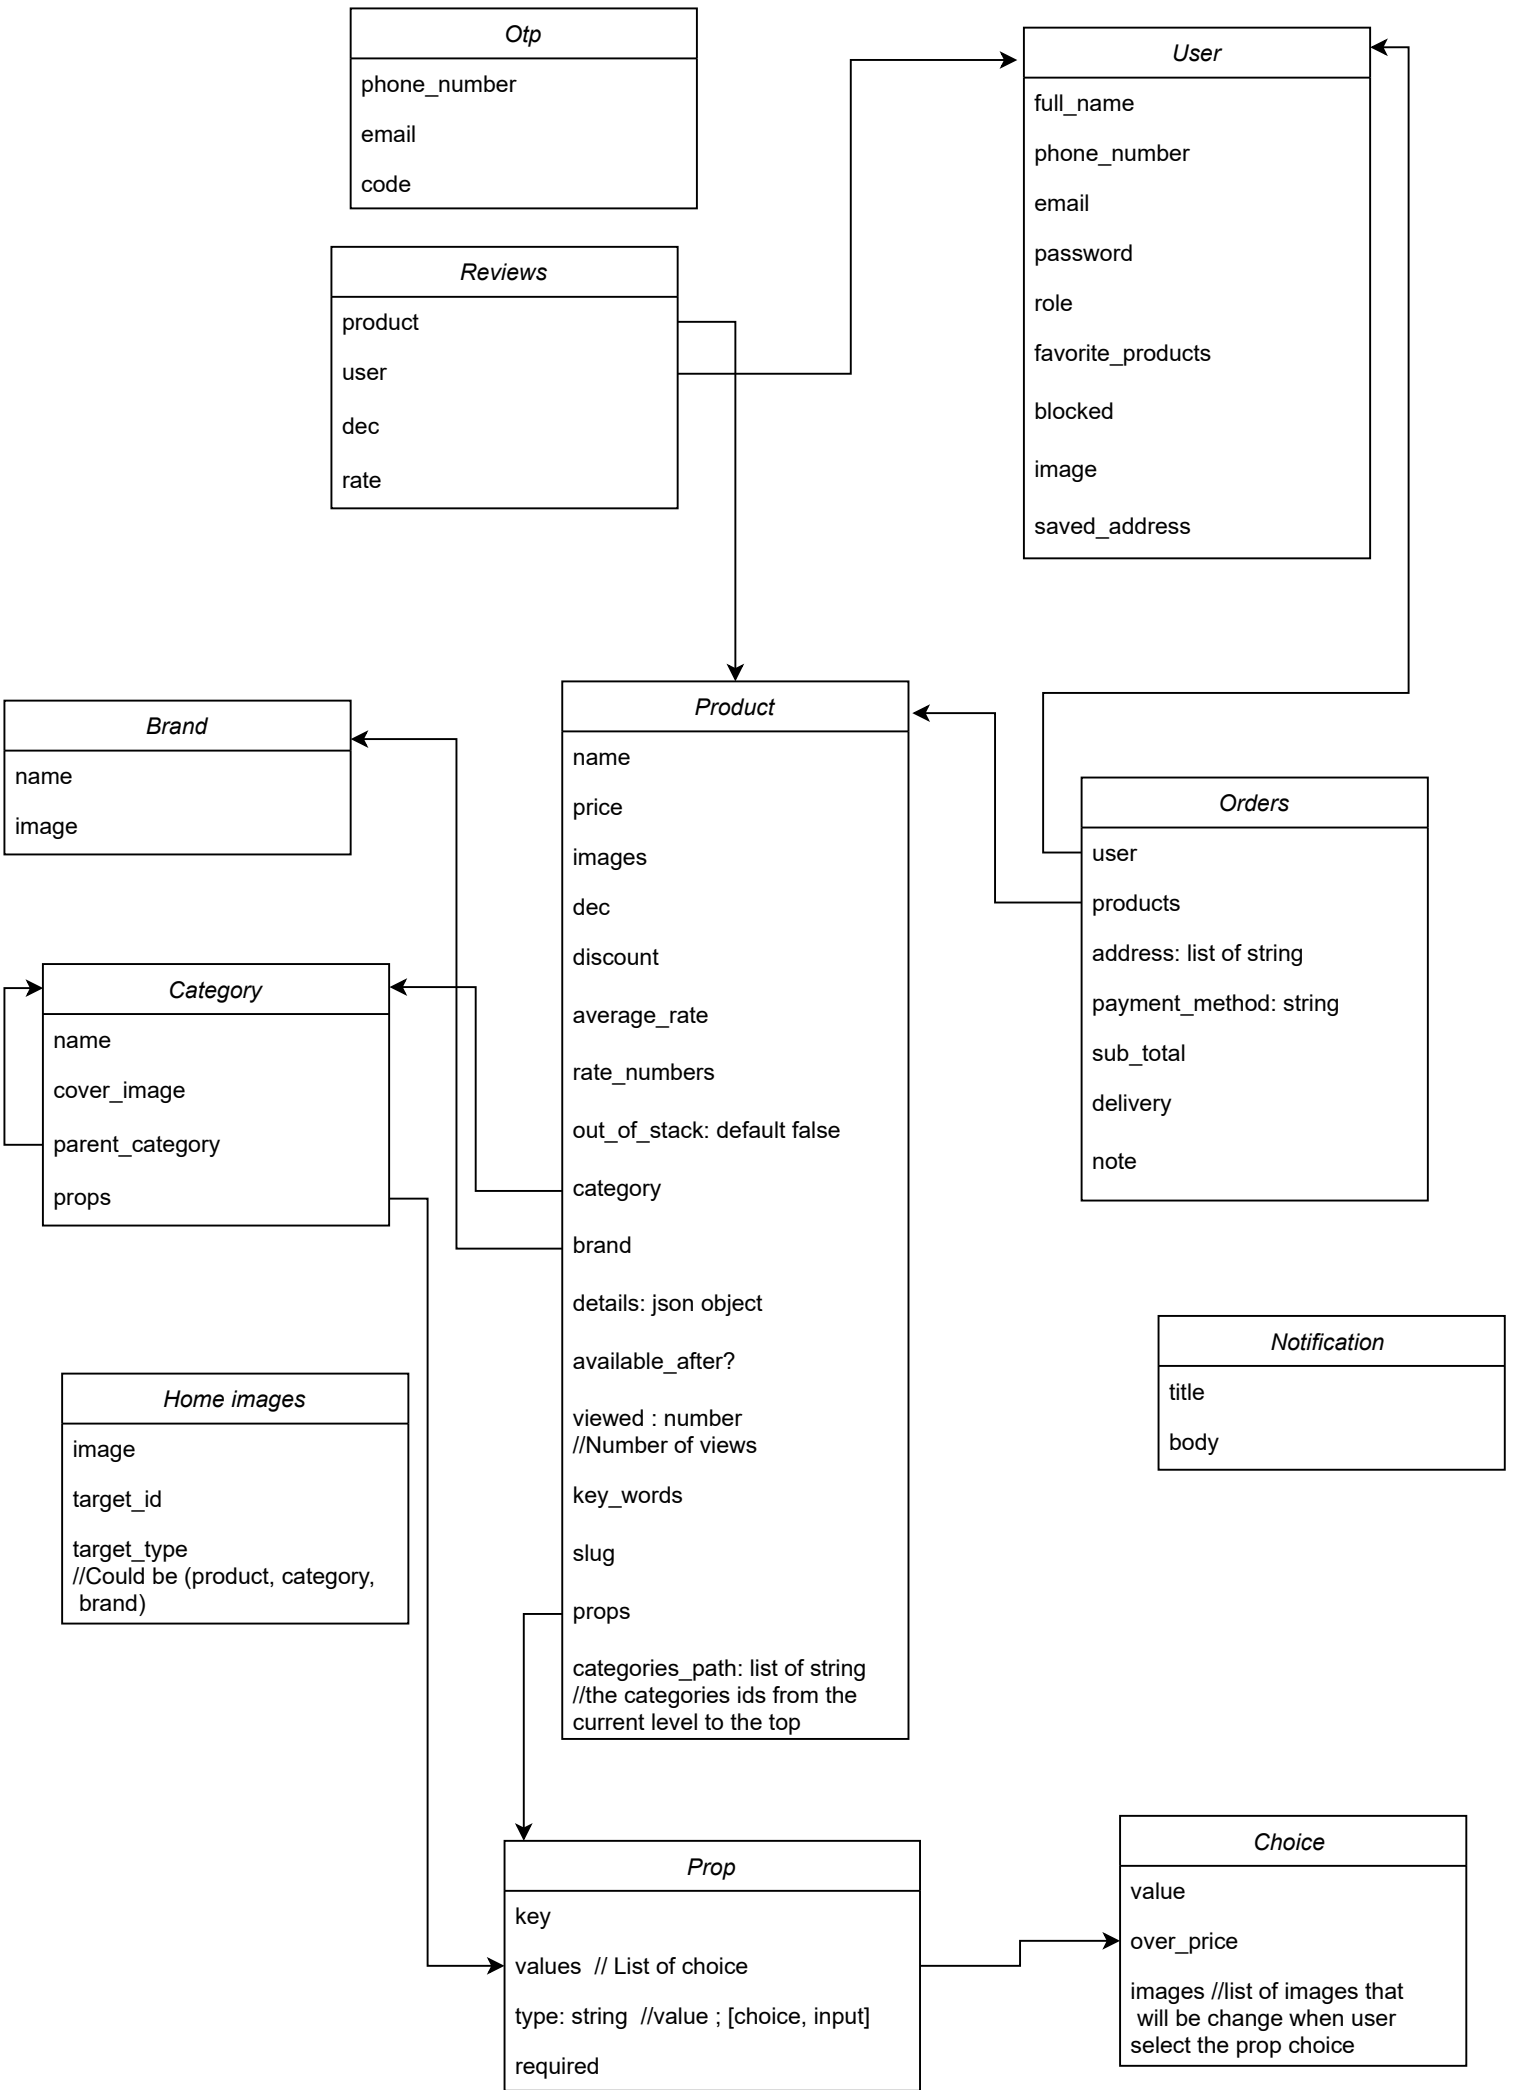 Otp
phone_number
email
code
User
full_name
phone_number
email
password
role
favorite_products
blocked
image
saved_address
Reviews
product
user
dec
rate
Brand
name
image
Product
name
price
images
dec
discount
average_rate
rate_numbers
out_of_stack: default false
category
brand
details: json object
available_after?
viewed : number
//Number of views
key_words
slug
props
categories_path: list of string
//the categories ids from the
current level to the top
Orders
user
products
address: list of string
payment_method: string
sub_total
delivery
note
Category
name
cover_image
parent_category
props
Notification
title
body
Home images
image
target_id
target_type
//Could be (product, category,
brand)
Prop
key
values // List of choice
type: string //value ; [choice, input]
required
Choice
value
over_price
images //list of images that
will be change when user
select the prop choice